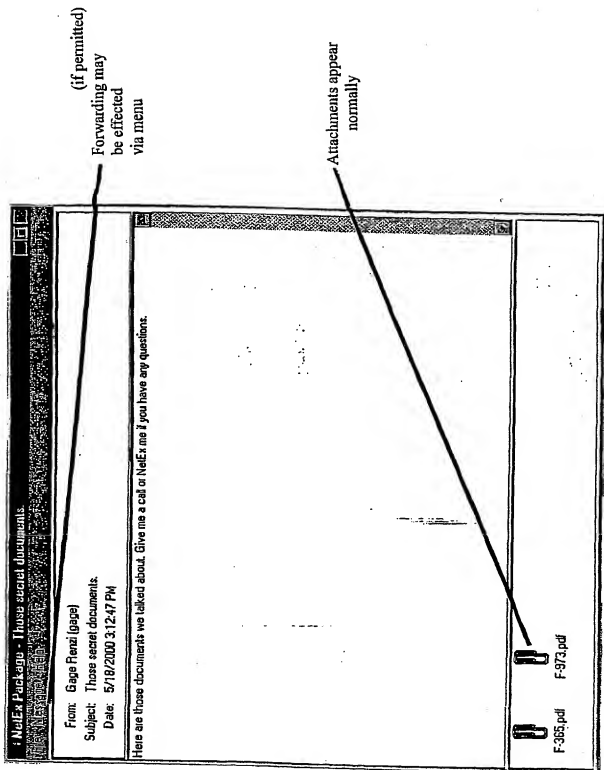 NetEx Package - Those secret documents.
From: Gage Renzi (gage)
Subject: Those secret documents.
Date: 5/18/2000 3:12:47 PM
Here are those documents we talked about. Give me a call or NetEx me if you have any questions.
F-365.pdf
F-973.pdf
(if permitted)
Forwarding may
be effected
via menu
Attachments appear
normally